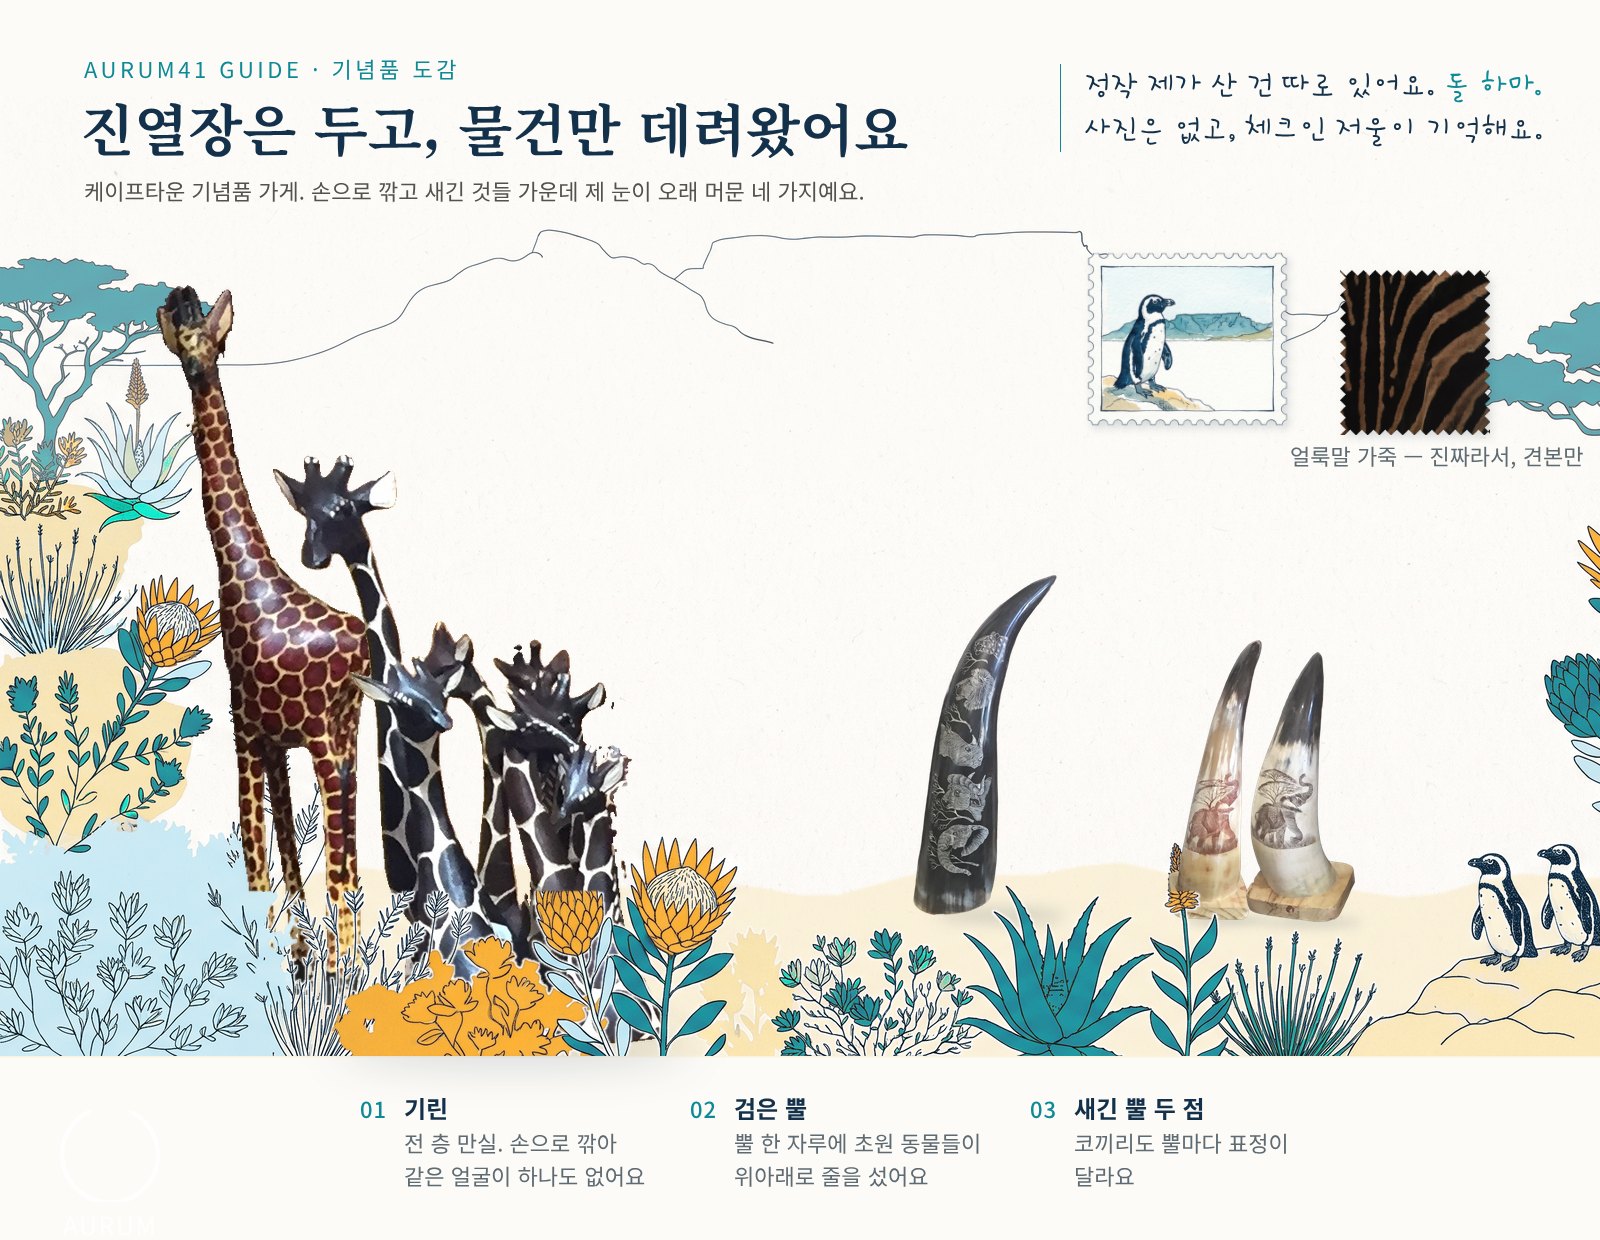 AURUM41 GUIDE · 기념품 도감
진열장은 두고, 물건만 데려왔어요
케이프타운 기념품 가게. 손으로 깎고 새긴 것들 가운데 제 눈이 오래 머문 네 가지예요.
정작 제가 산 건 따로 있어요. 돌 하마.
사진은 없고, 체크인 저울이 기억해요.
얼룩말 가죽 — 진짜라서, 견본만
01 기린
전 층 만실. 손으로 깎아
같은 얼굴이 하나도 없어요
02 검은 뿔
뿔 한 자루에 초원 동물들이
위아래로 줄을 섰어요
03 새긴 뿔 두 점
코끼리도 뿔마다 표정이
달라요
AURUM